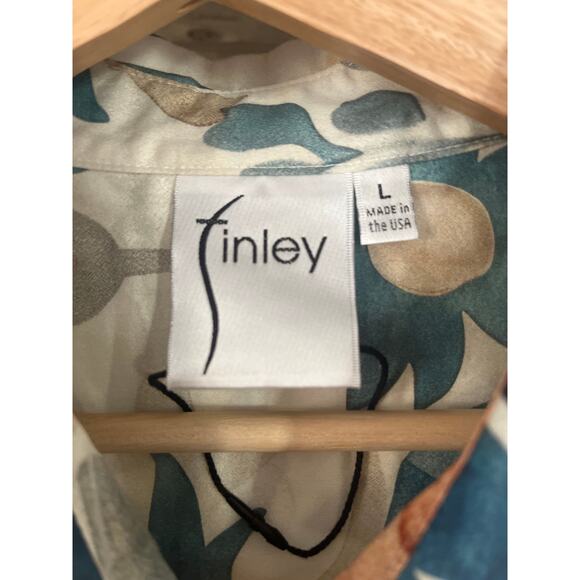 finley
L
MADE in
the USA